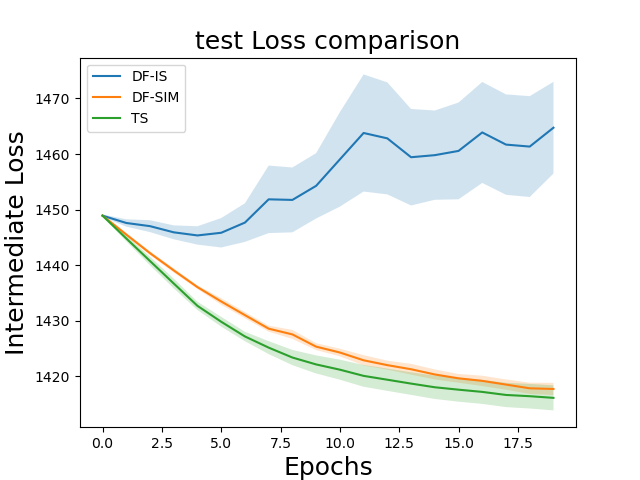 test Loss comparison
DF-IS
DF-SIM
TS
Intermediate Loss
1470
1460
1450
1440
1430
1420
0.0 2.5 5.0 7.5 10.0 12.5 15.0 17.5
Epochs